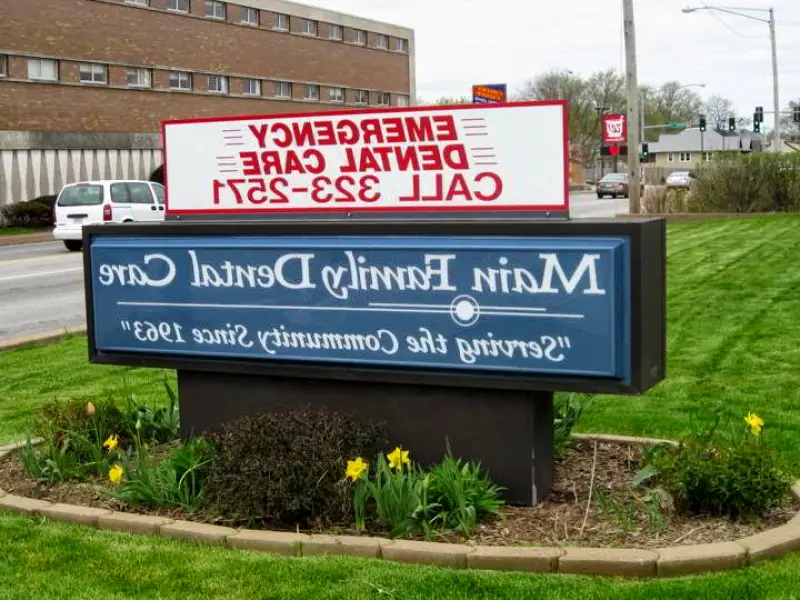 EMERGENCY
DENTAL CARE
CALL 323-2571
Main Family Dental Care
"Serving the Community Since 1963"